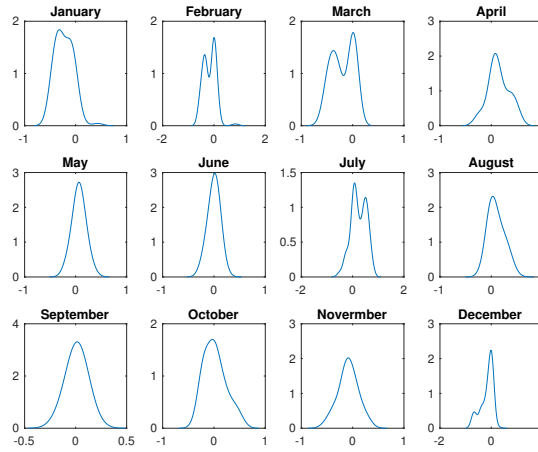 January February March April
2 2 2 3
1 1 1 2
1
0 0 0 0
-1 0 1 -2 0 2 -1 0 1 -1 0
May June July August
3 3 1.5 3
2 2 1 2
1 1 0.5 1
0 0 0 0
-1 0 1 -1 0 1 -2 0 2 -1 0
September October Novermber December
4 2 3 3
2 1 2 2
1 1
0 0 0 0
-0.5 0 0.5 -1 0 1 -1 0 1 -2 0